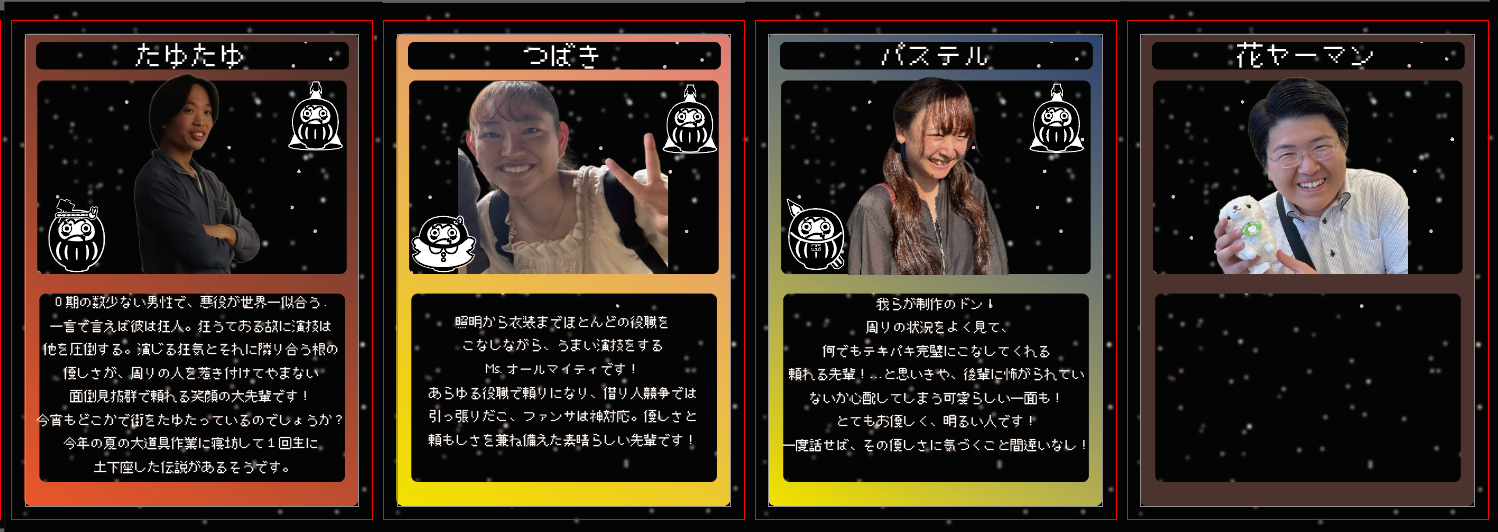 たゆたゆ
０期の数少ない男性で、悪役が世界一似合う.
一言で言えば彼は狂人。狂うてある故に演技は
他を圧倒する。演じる狂気とそれに隣り合う根の
優しさが、周りの人を惹き付けてやまない
面倒見抜群で頼れる笑顔の大先輩です！
今宵もどこかで街をたゆたっているのでしょうか？
今年の夏の大道具作業に寝坊して１回主に
土下座した伝説があるそうです。
つばき
照明から衣装までほとんどの役職を
こなしながら、うまい演技をする
Ms. オールマイティです！
あらゆる役職で頼りになり、借り人競争では
引っ張りだこ、ファンサは神対応。優しさと
頼もしさを兼ね備えた素晴らしい先輩です！
パステル
我らが制作のドン！
周りの状況をよく見て、
何でもテキパキ完璧にこなしてくれる
頼れる先輩！...と思いきや、後輩に怖がられてい
ないか心配してしまう可愛らしい一面も！
とてもお優しく、明るい人です！
一度話せば、その優しさに気づくこと間違いなし！
花ヤーマン